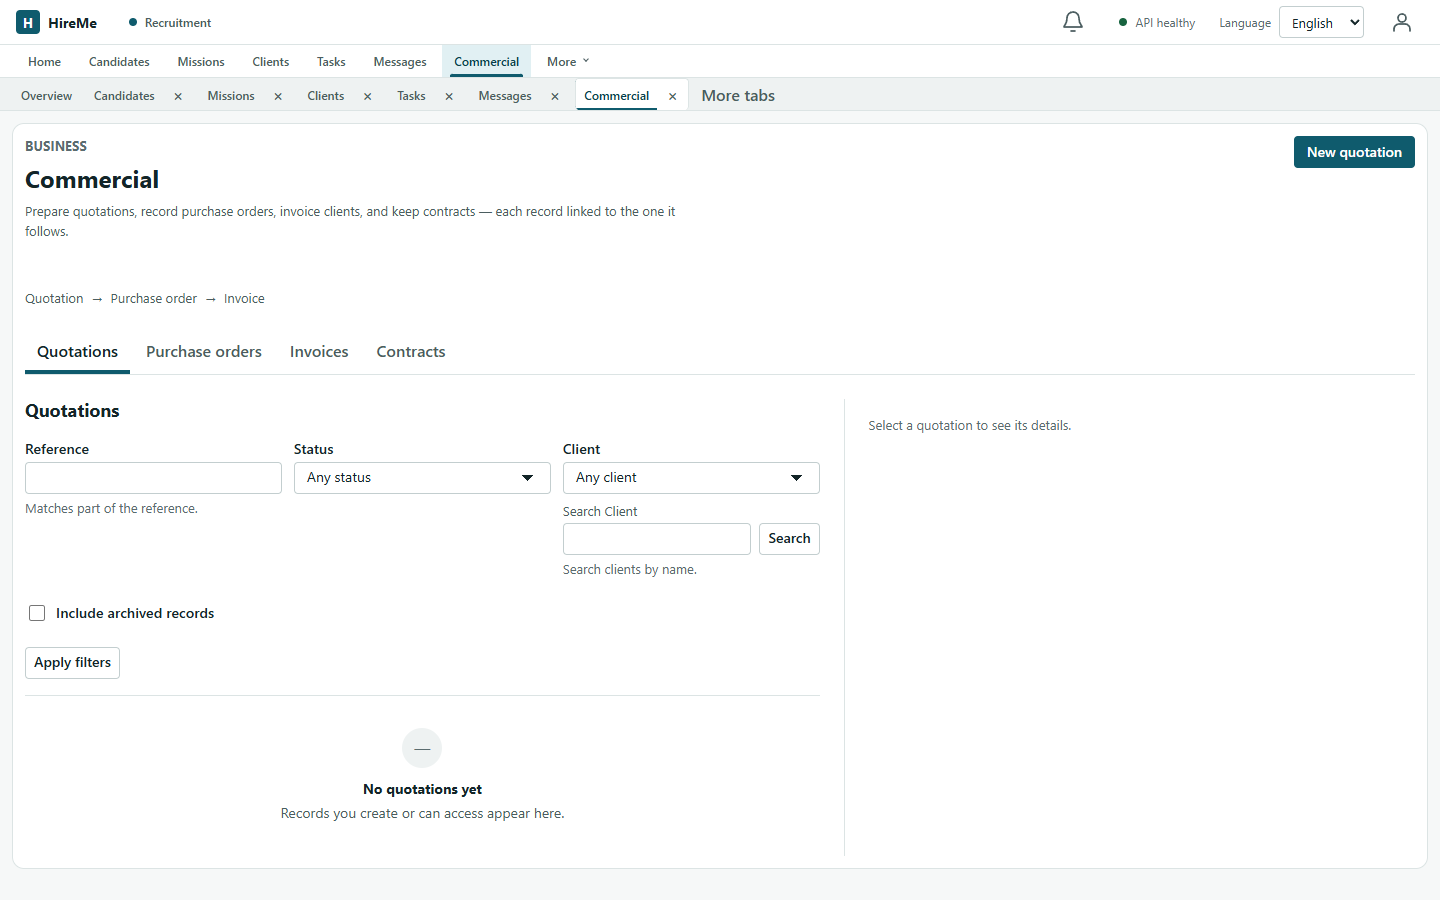 H HireMe Recruitment API healthy Language English
Home Candidates Missions Clients Tasks Messages Commercial More
Overview Candidates × Missions × Clients × Tasks × Messages × Commercial × More tabs
BUSINESS
New quotation
Commercial
Prepare quotations, record purchase orders, invoice clients, and keep contracts — each record linked to the one it
follows.
Quotation → Purchase order → Invoice
Quotations Purchase orders Invoices Contracts
Quotations
Select a quotation to see its details.
Reference Status Client
Any status Any client
Matches part of the reference.
Search Client
Search
Search clients by name.
Include archived records
Apply filters
—
No quotations yet
Records you create or can access appear here.